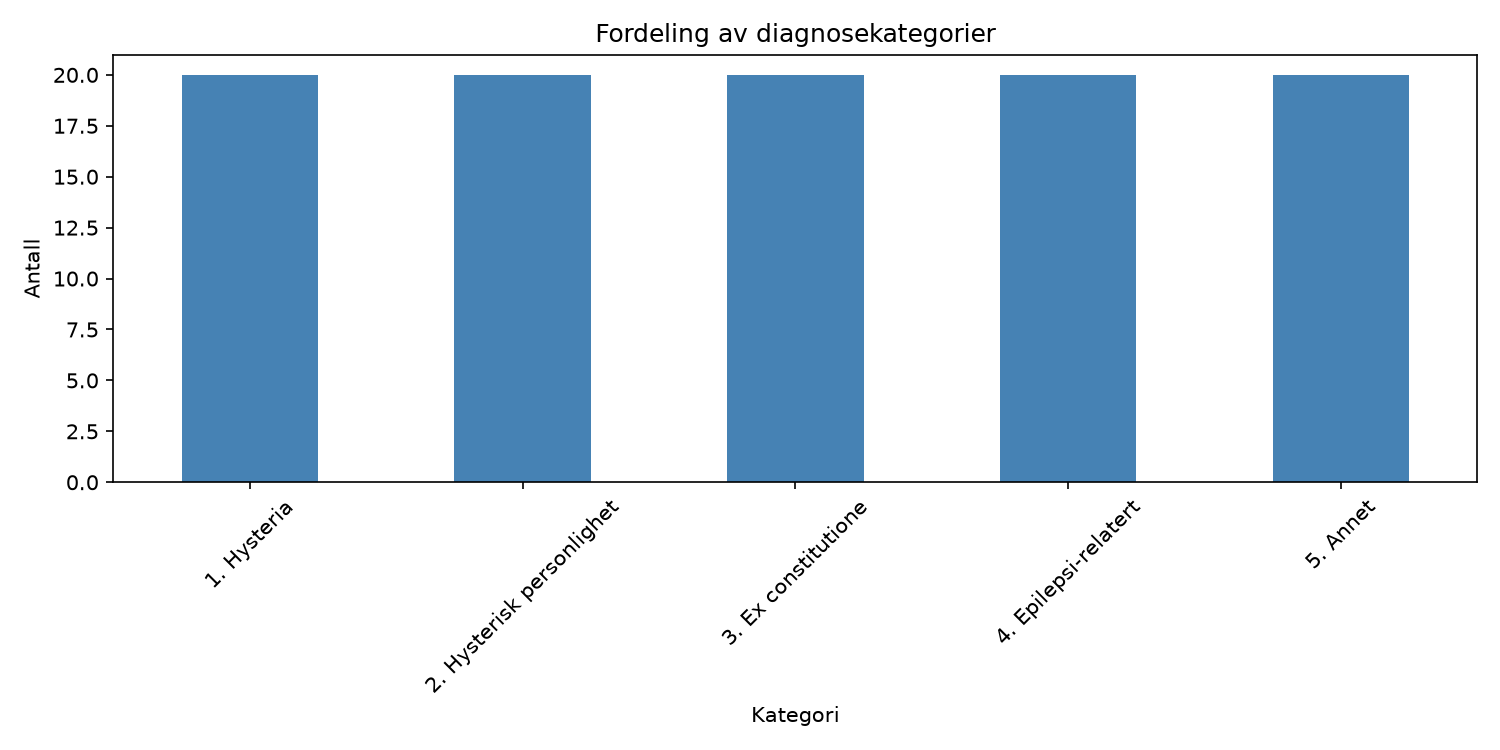 Fordeling av diagnosekategorier
Antall
20.0
17.5
15.0
12.5
10.0
7.5
5.0
2.5
0.0
1. Hysteria
2. Hysterisk personlighet
3. Ex constitutione
4. Epilepsi-relatert
5. Annet
Kategori